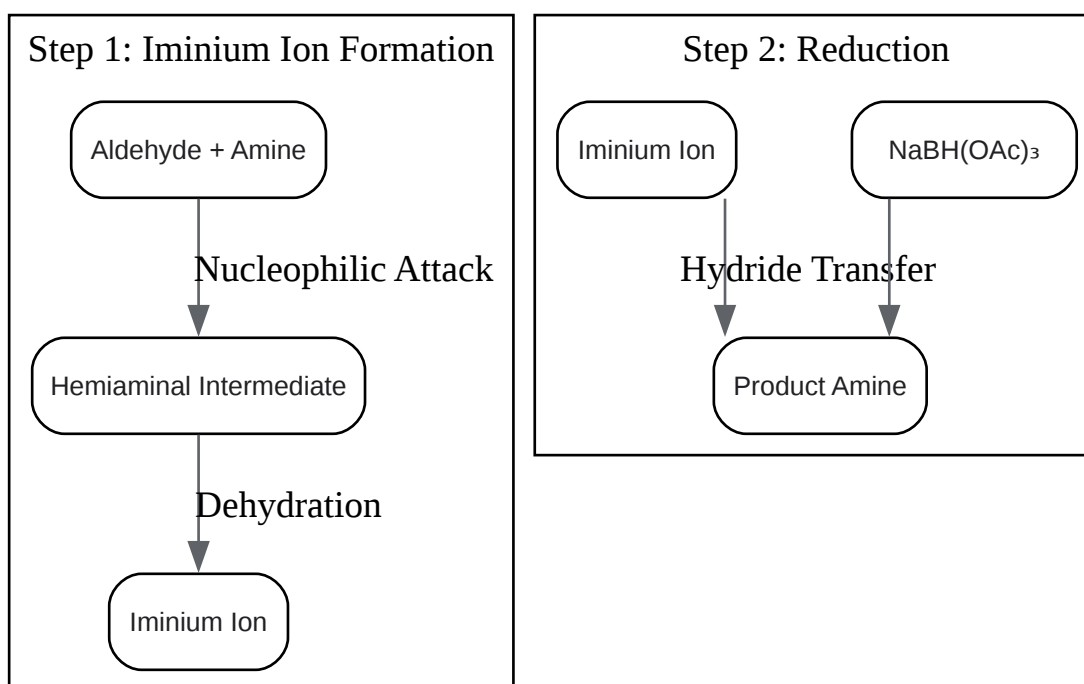 Step 1: Iminium Ion Formation
Aldehyde + Amine
Nucleophilic Attack
Hemiaminal Intermediate
Dehydration
Iminium Ion
Step 2: Reduction
Iminium Ion
NaBH(OAc)₃
Hydride Transfer
Product Amine